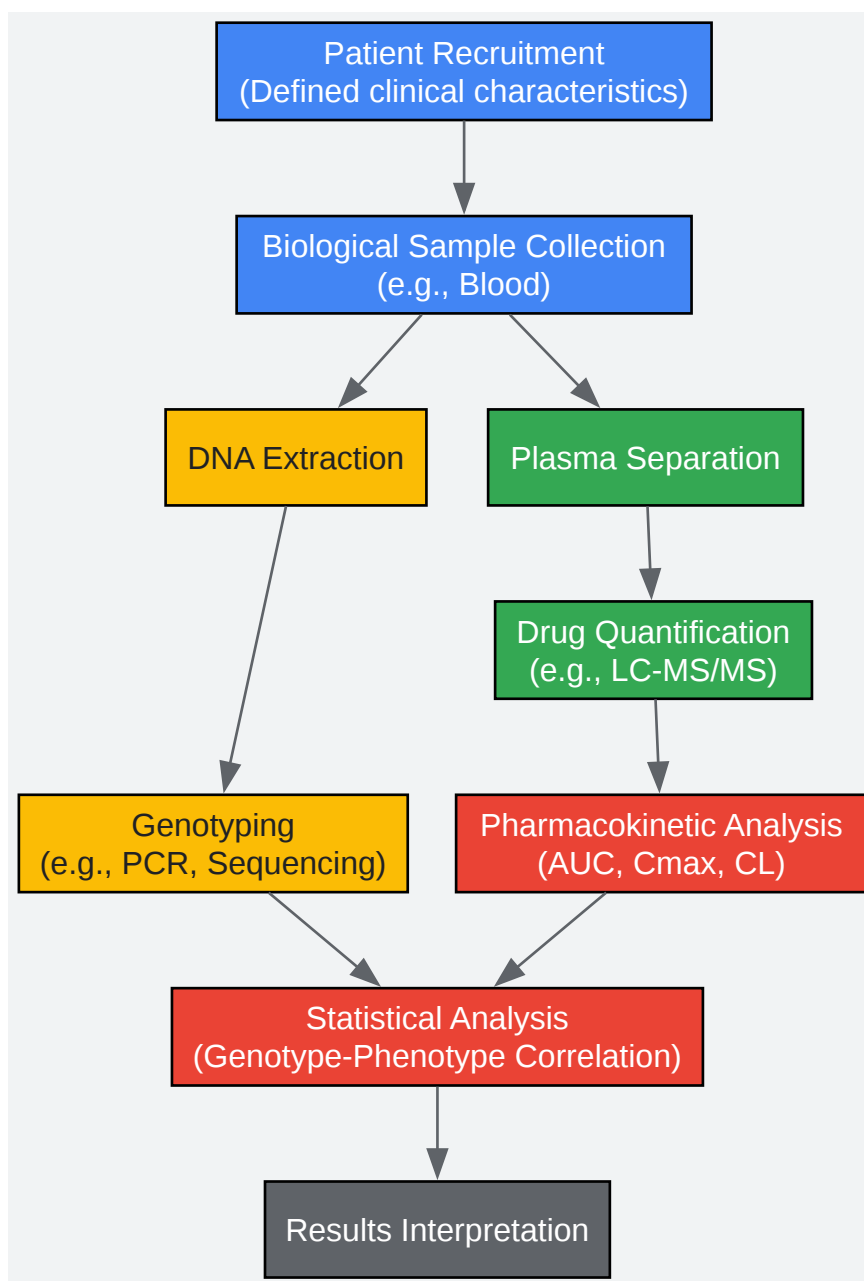 Patient Recruitment
(Defined clinical characteristics)
Biological Sample Collection
(e.g., Blood)
DNA Extraction
Plasma Separation
Drug Quantification
(e.g., LC-MS/MS)
Genotyping
(e.g., PCR, Sequencing)
Pharmacokinetic Analysis
(AUC, Cmax, CL)
Statistical Analysis
(Genotype-Phenotype Correlation)
Results Interpretation